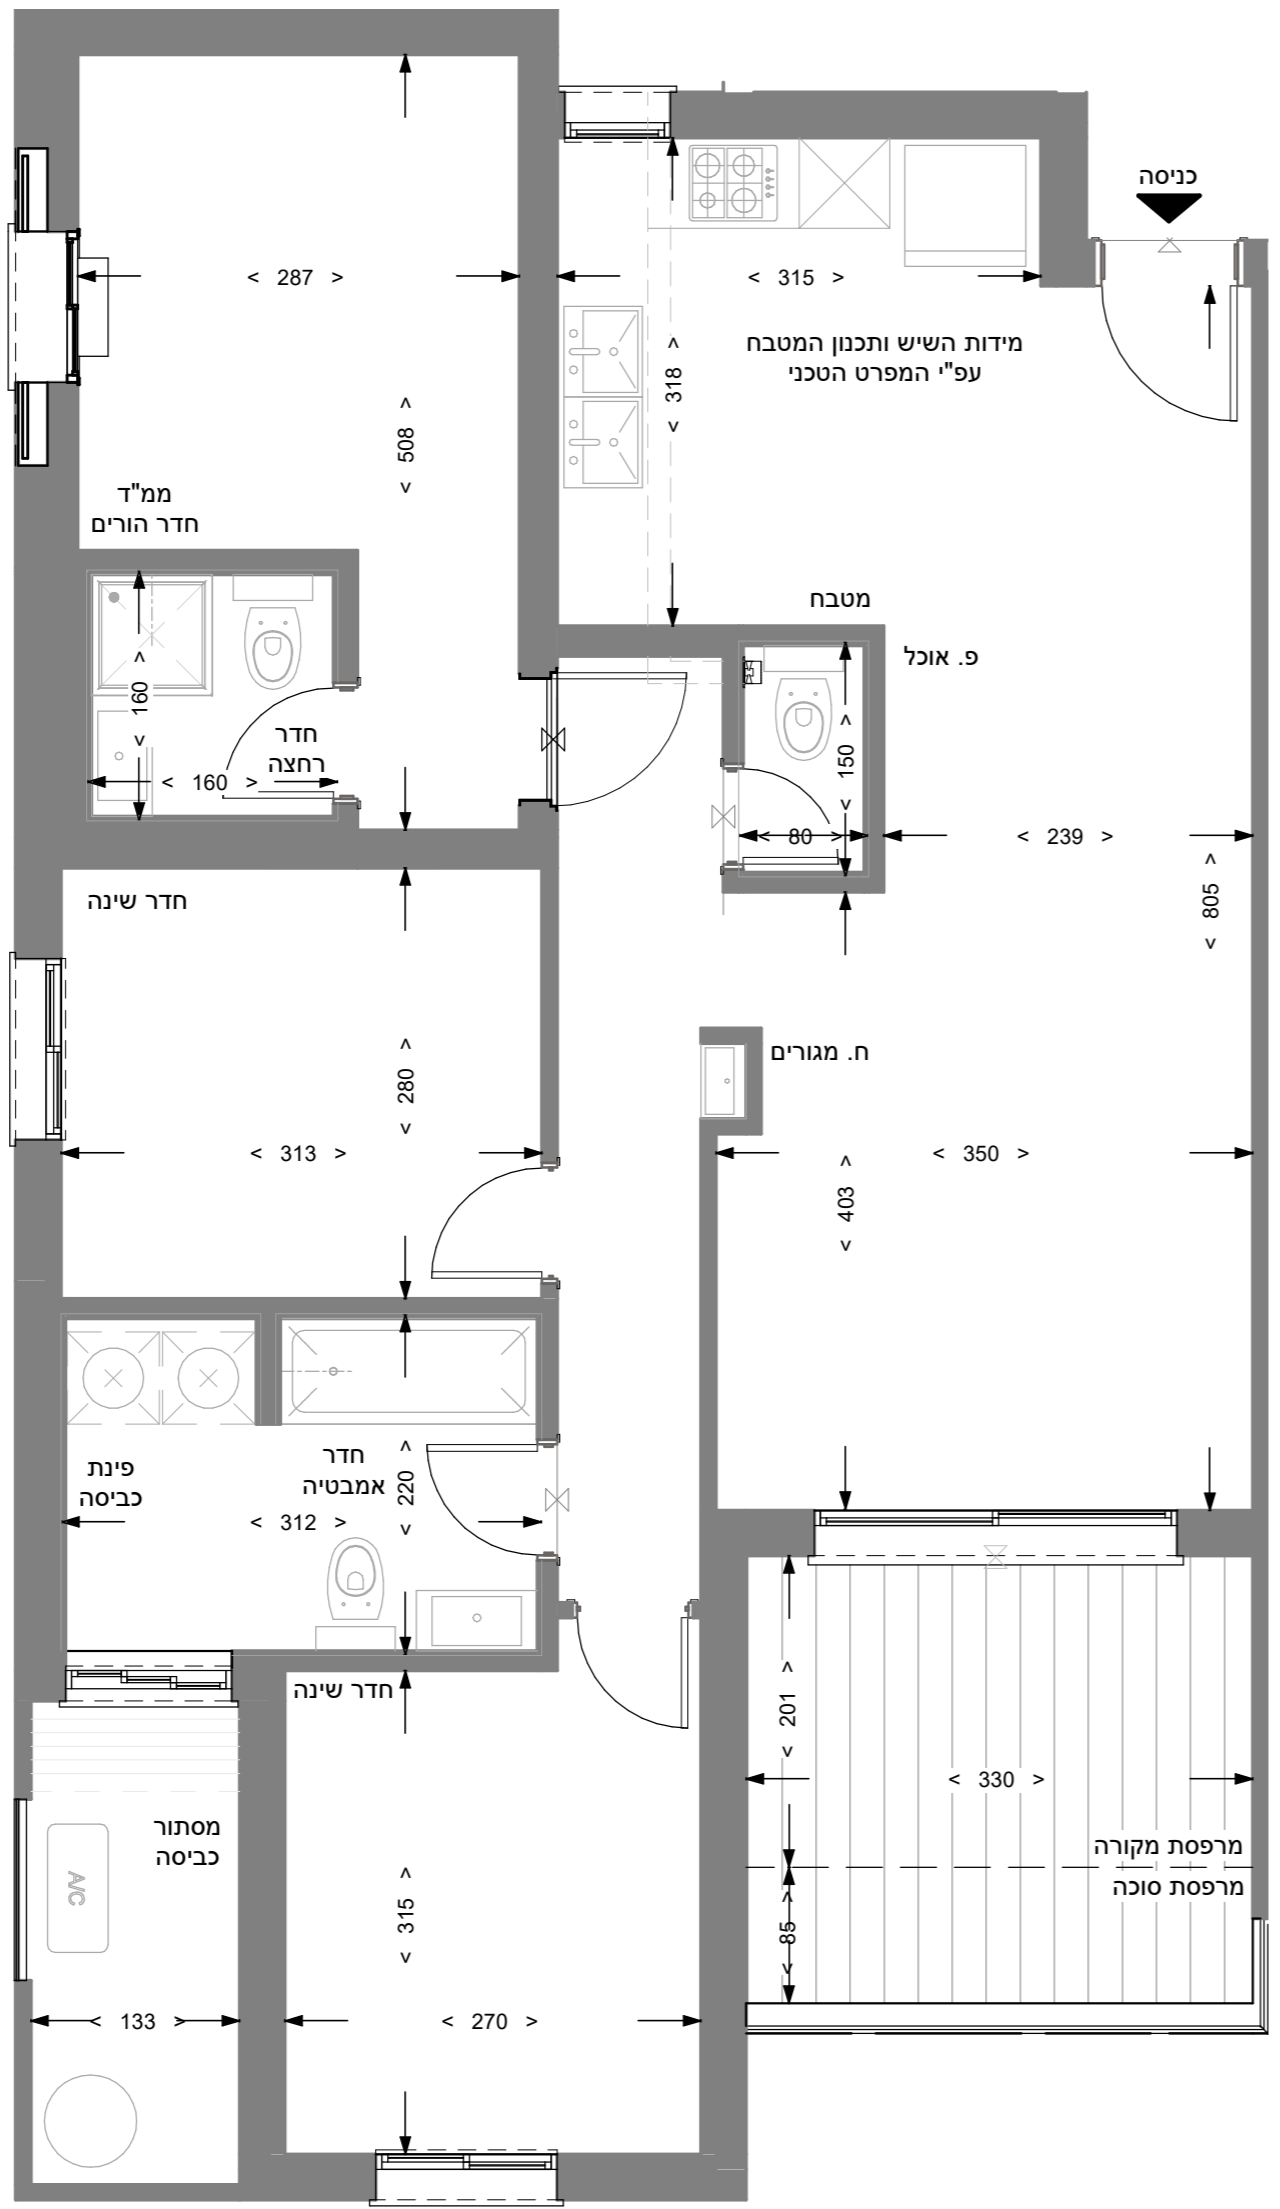 כניסה
< 287 >
< 315 >
מידות השיש ותכנון המטבח
עפ"י המפרט הטכני
< 318 >
< 508 >
ממ"ד
חדר הורים
מטבח
פ. אוכל
< 160 >
חדר
רחצה
< 160 >
< 150 >
< 80 >
< 239 >
< 805 >
חדר שינה
ח. מגורים
< 280 >
< 313 >
< 350 >
< 403 >
פינת
כביסה
חדר
אמבטיה
< 220 >
< 312 >
חדר שינה
< 201 >
< 330 >
מסתור
כביסה
מרפסת מקורה
מרפסת סוכה
A/C
< 315 >
< 85 >
< 133 >
< 270 >